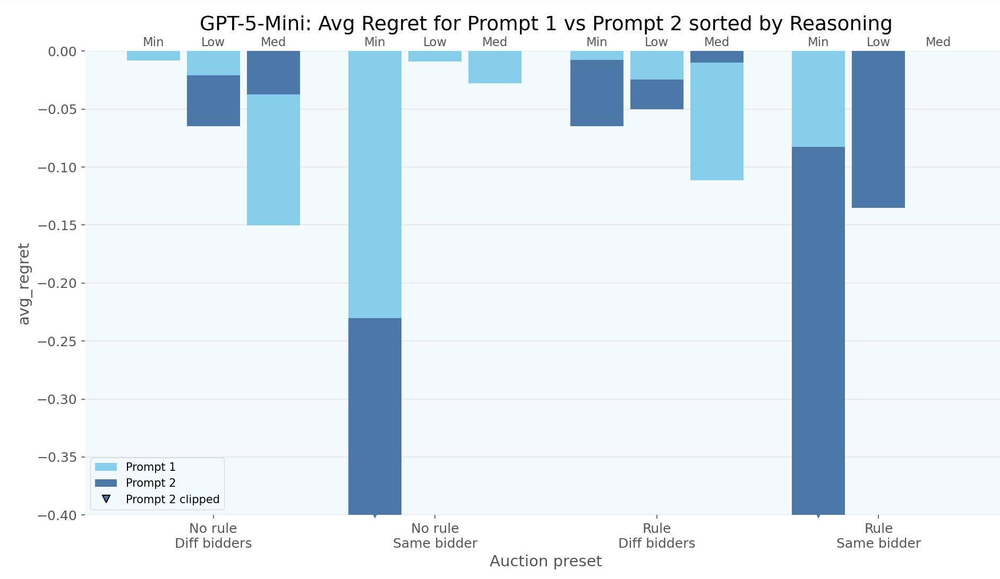 GPT-5-Mini: Avg Regret for Prompt 1 vs Prompt 2 sorted by Reasoning
Min Low Med Min Low Med Min Low Med Min Low Med
0.00
−0.05
−0.10
−0.15
−0.20
−0.25
−0.30
−0.35
−0.40
avg_regret
Prompt 1
Prompt 2
Prompt 2 clipped
No rule
Diff bidders
No rule
Same bidder
Rule
Diff bidders
Rule
Same bidder
Auction preset